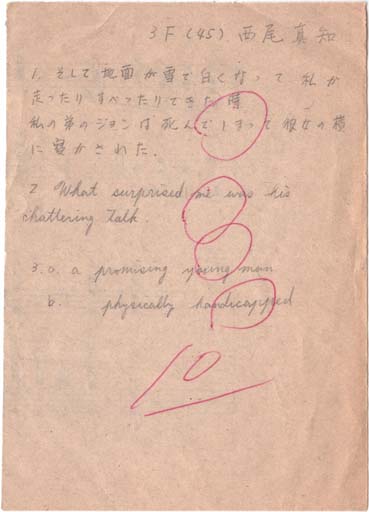 3F (45) 西尾真知
1. そして地面が雪で白くなって 私が
走ったりすべったりできた時
私の弟のジョンは死んでしまって彼女の横
に寝かされた.
2 What surprised me was his
chattering talk.
3. a. a promising young man
b. physically handicapped
10